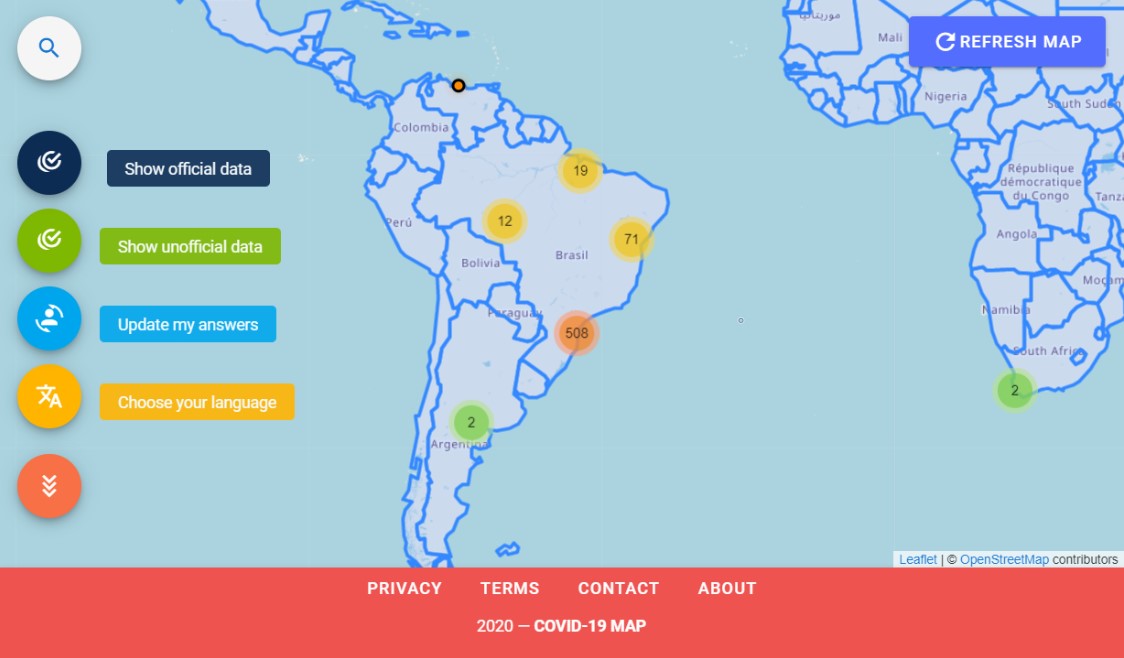 موريتانيا
Mali
REFRESH MAP
Nigeria
South Sudan
Colombia
Show official data
19
République
démocratique
du Congo
Tanza
12
Perú
71
Angola
Show unofficial data
Brasil
Bolivia
Moçam
Namibia
Paraguay
Update my answers
508
South Africa
2
Choose your language
2
Argentina
Leaflet | © OpenStreetMap contributors
PRIVACY TERMS CONTACT ABOUT
2020 — COVID-19 MAP